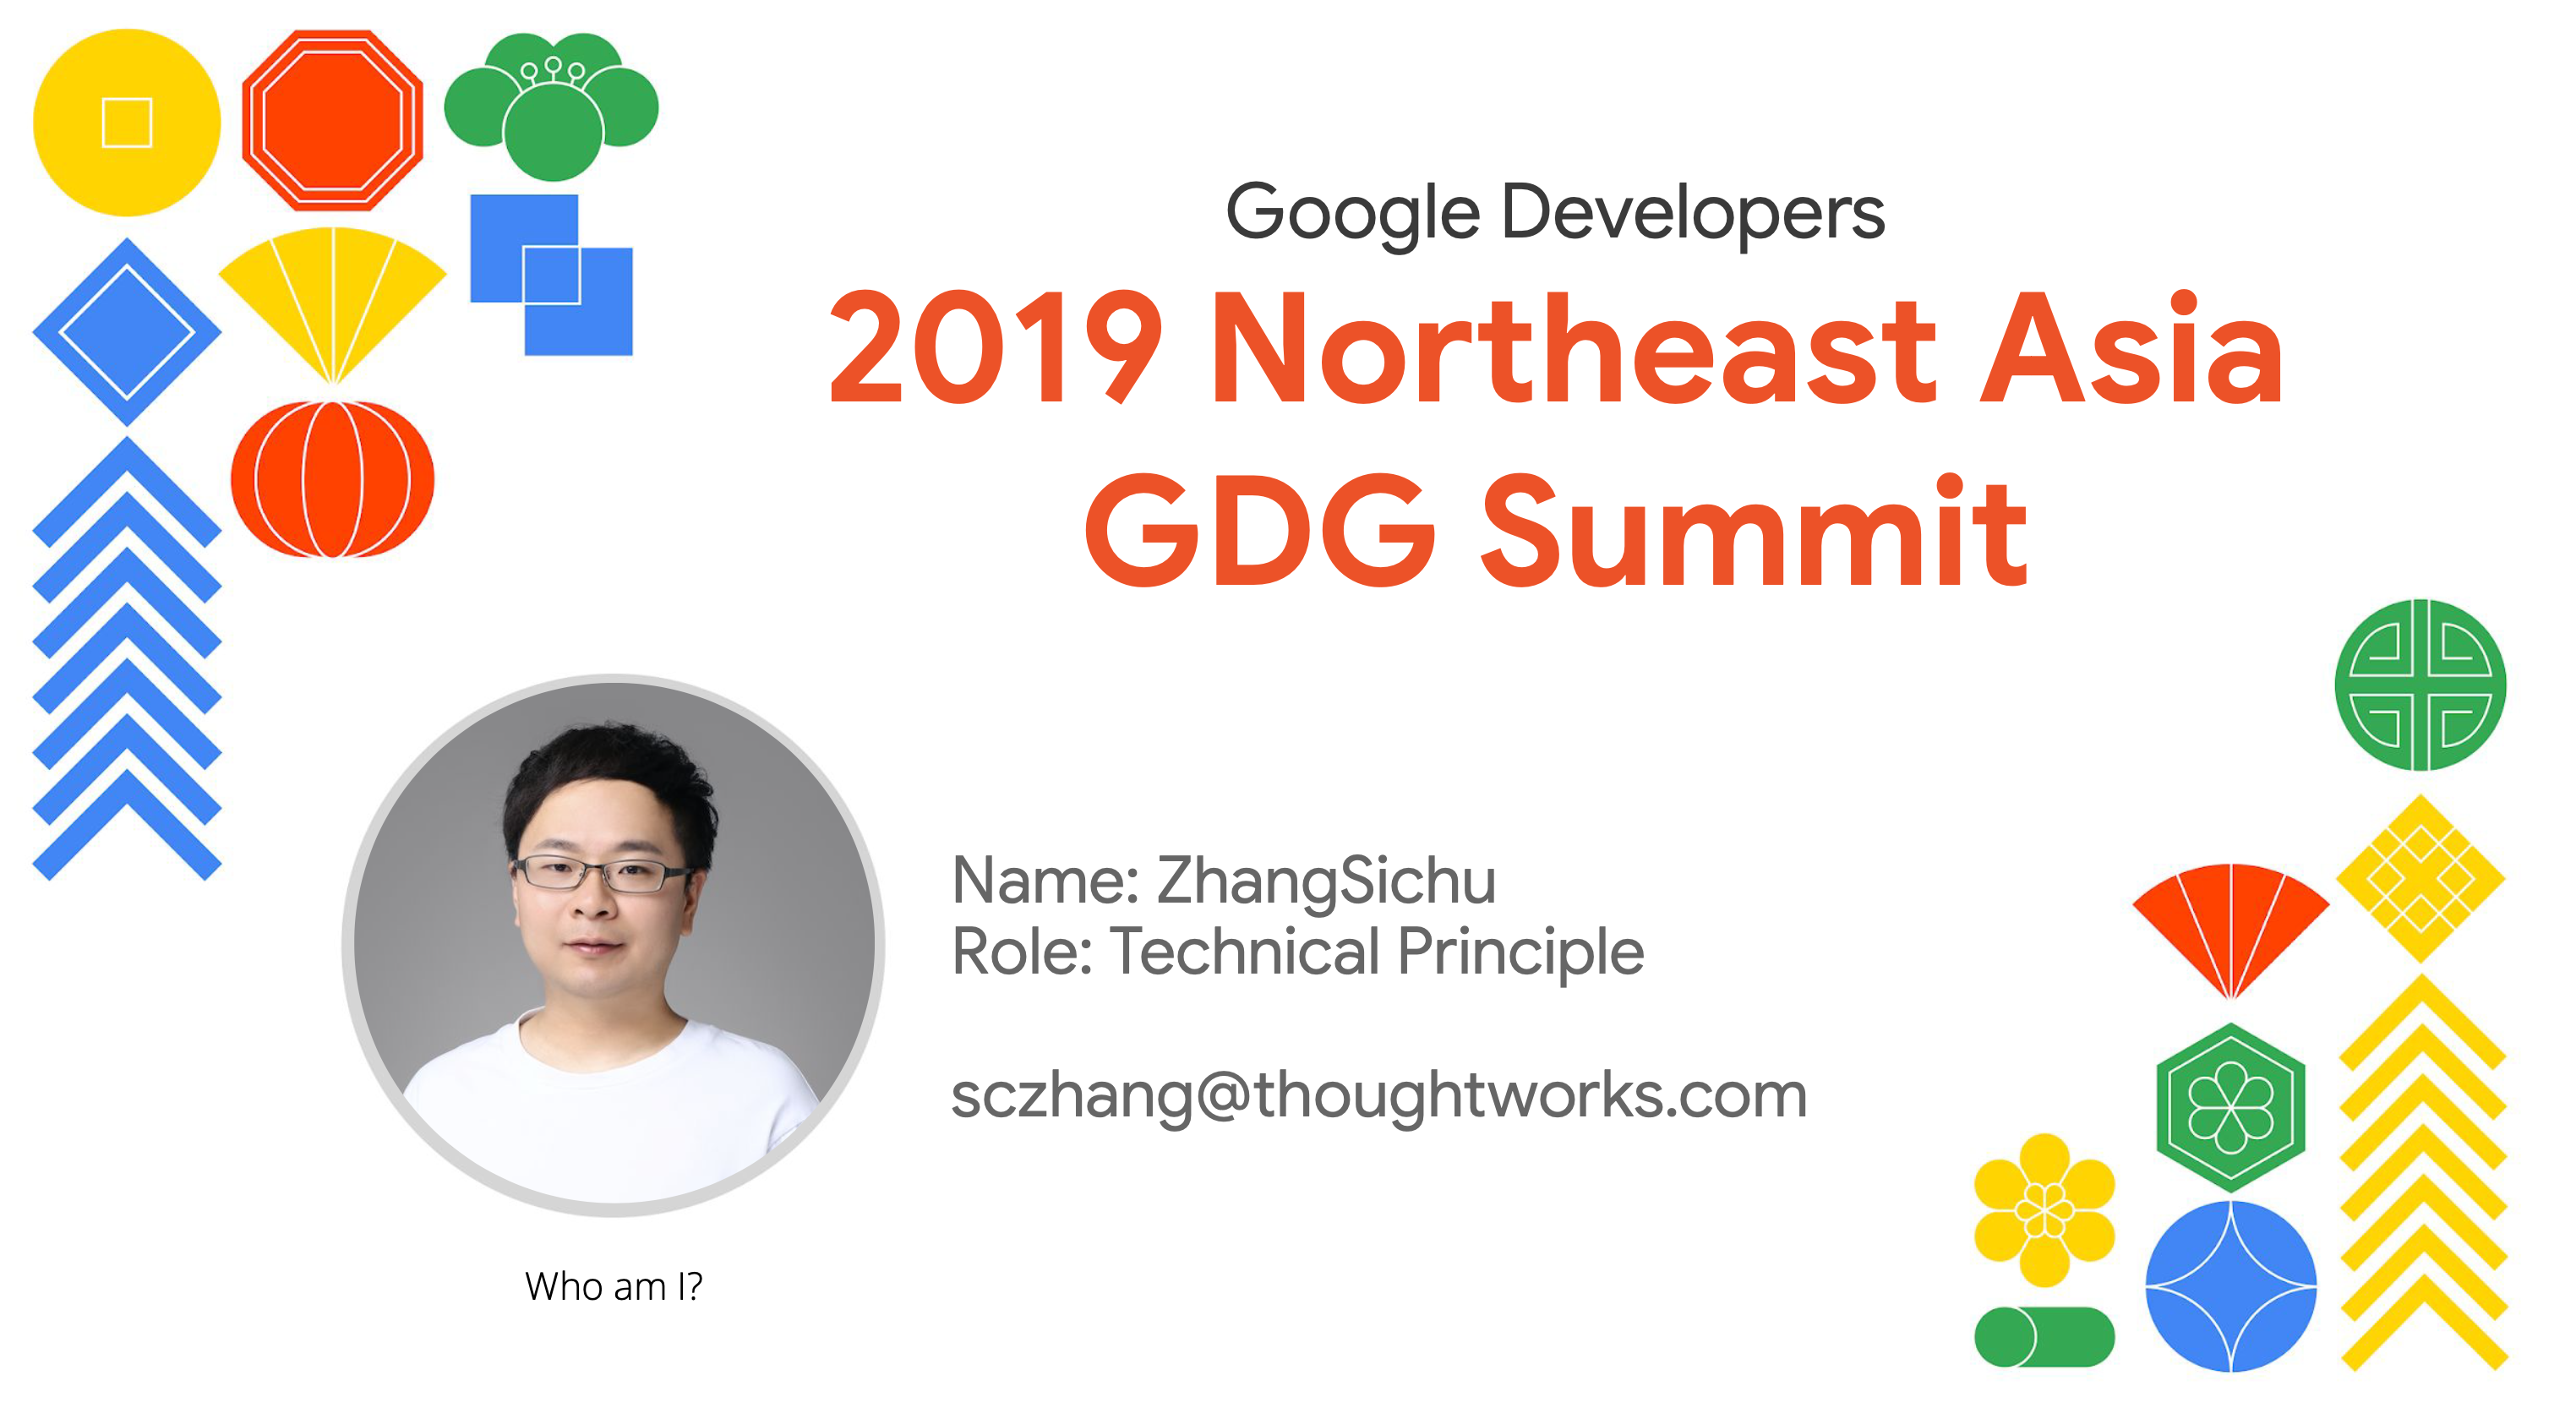 Google Developers
2019 Northeast Asia
GDG Summit
Name: ZhangSichu
Role: Technical Principle
sczhang@thoughtworks.com
Who am I?